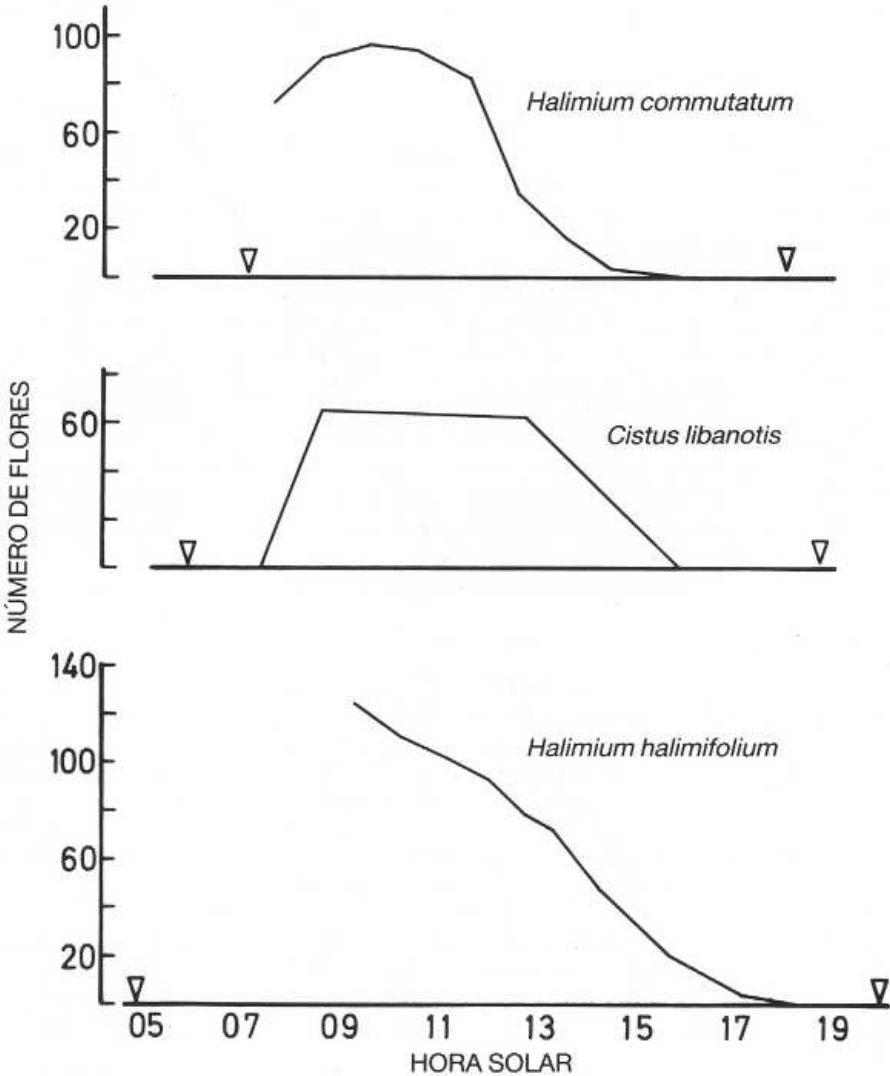 100
60
20
Halimium commutatum
NÚMERO DE FLORES
60
Cistus libanotis
140
100
60
20
Halimium halimifolium
05 07 09 11 13 15 17 19
HORA SOLAR